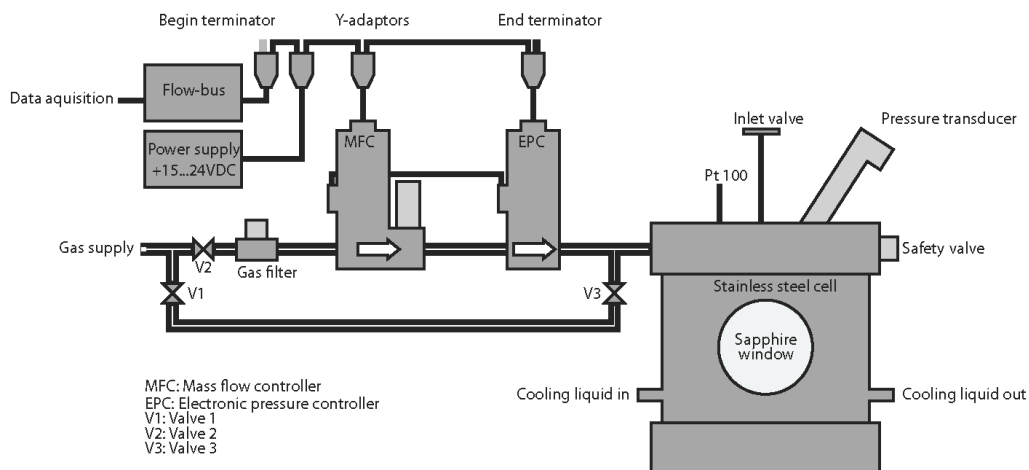 Begin terminator
Y-adaptors
End terminator
Data aquisition
Flow-bus
Power supply
+15...24VDC
MFC
EPC
Inlet valve
Pressure transducer
Pt 100
Gas supply
V2
Gas filter
Safety valve
V1
V3
Stainless steel cell
Sapphire
window
Cooling liquid in
Cooling liquid out
MFC: Mass flow controller
EPC: Electronic pressure controller
V1: Valve 1
V2: Valve 2
V3: Valve 3